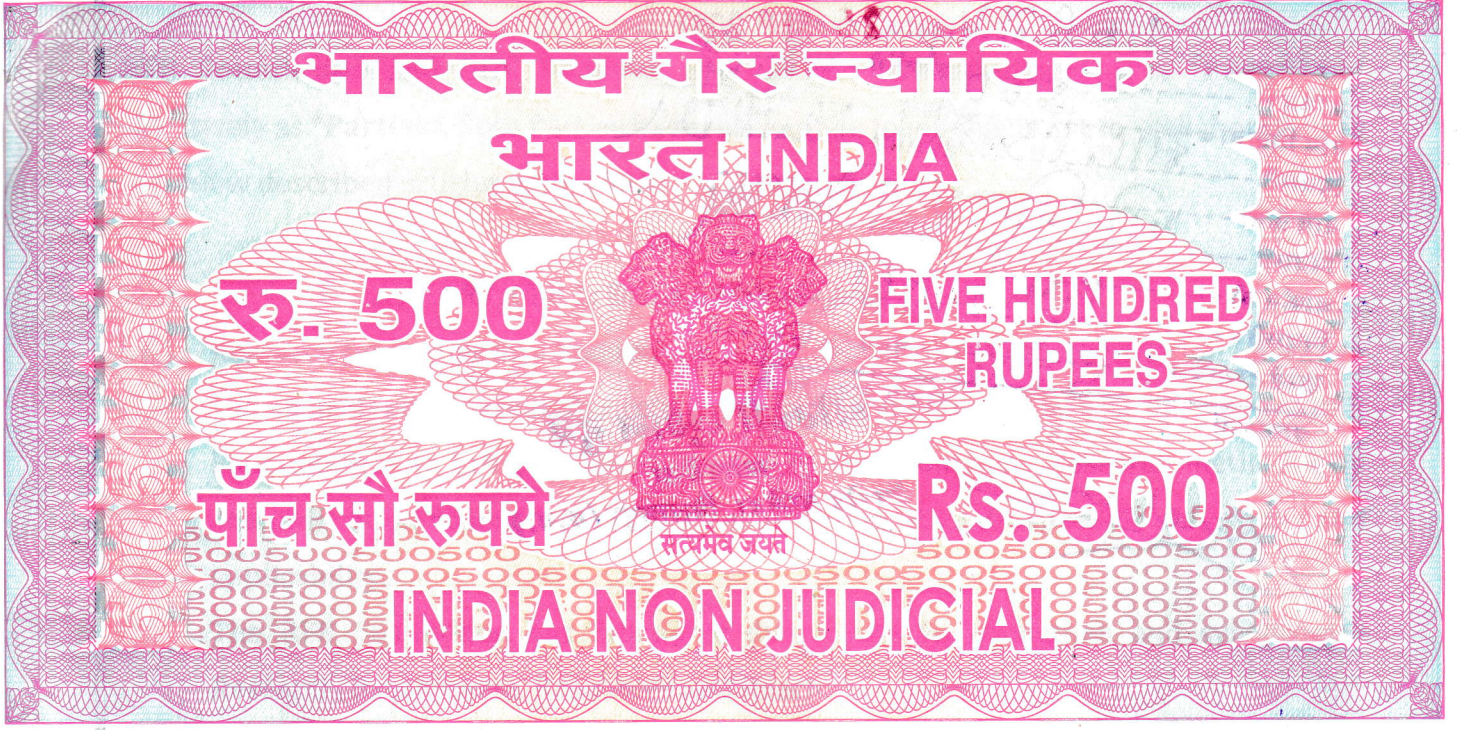 भारतीय गैर न्यायिक
भारत INDIA
रु. 500
FIVE HUNDRED
RUPEES
पाँच सौ रुपये
Rs. 500
सत्यमेव जयते
INDIA NON JUDICIAL